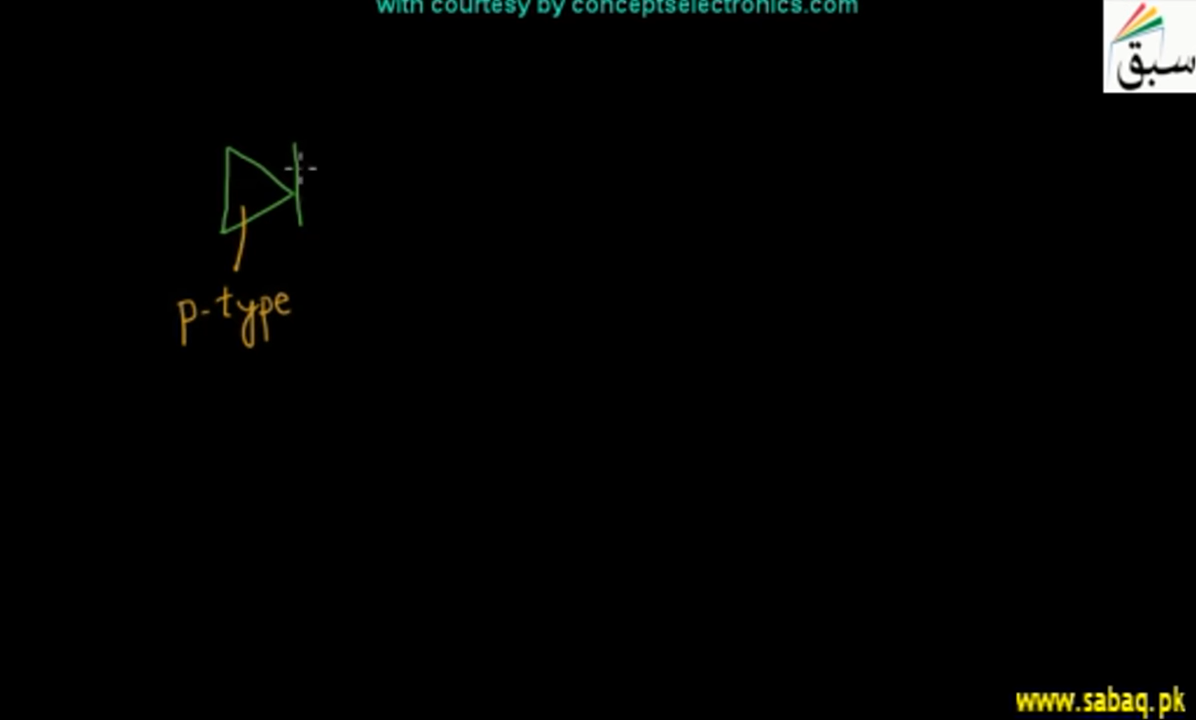 with courtesy by conceptselectronics.com
سبق
p-type
www.sabaq.pk